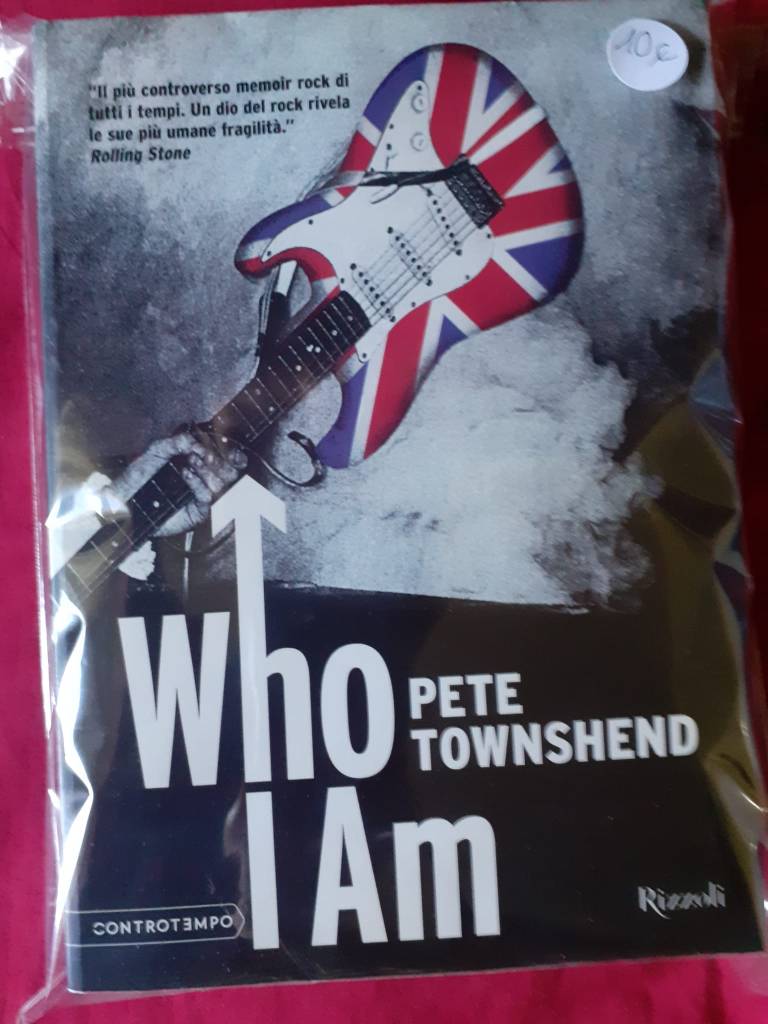 10,€
"Il più controverso memoir rock di
tutti i tempi. Un dio del rock rivela
le sue più umane fragilità."
Rolling Stone
Who
PETE
TOWNSHEND
I Am
CONTROTEMPO
Rizzoli